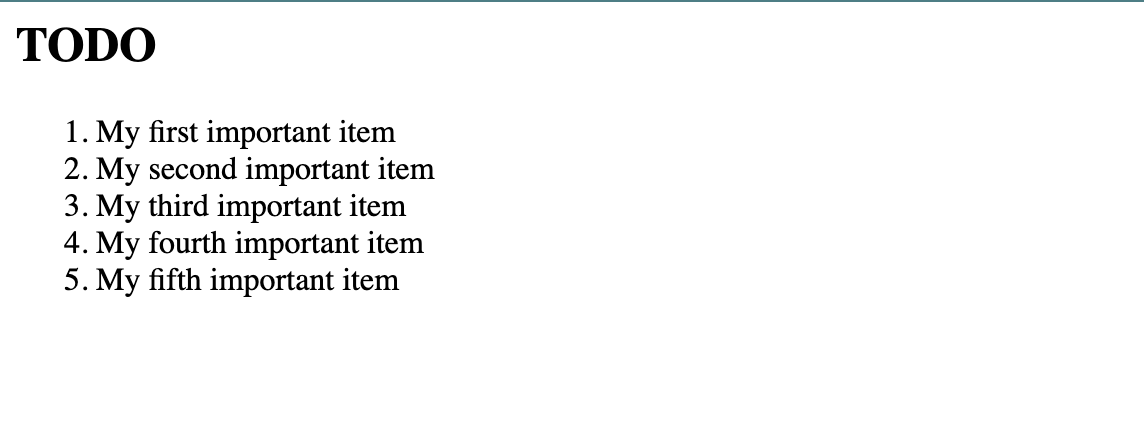 TODO
1. My first important item
2. My second important item
3. My third important item
4. My fourth important item
5. My fifth important item